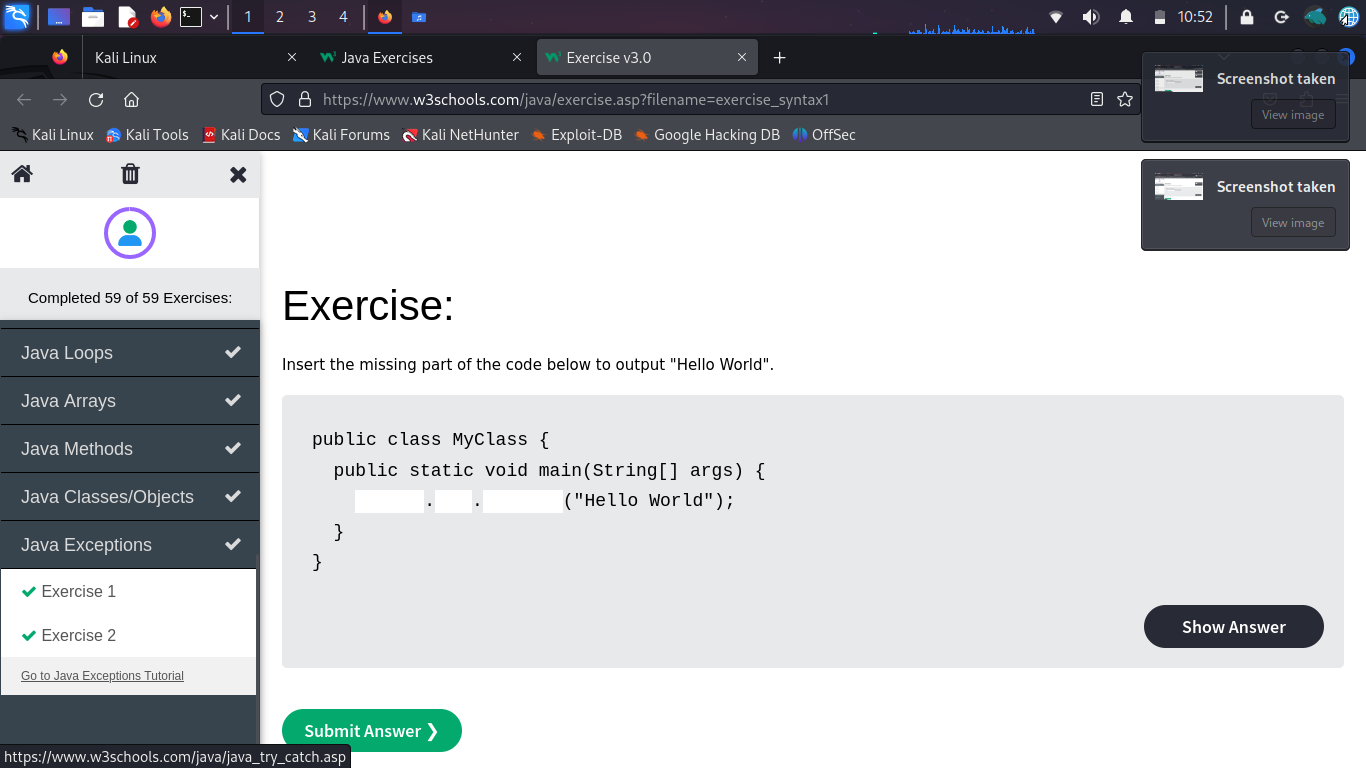 1 2 3 4 10:52
Kali Linux Java Exercises Exercise v3.0
https://www.w3schools.com/java/exercise.asp?filename=exercise_syntax1
Kali Linux Kali Tools Kali Docs Kali Forums Kali NetHunter Exploit-DB Google Hacking DB OffSec
Screenshot taken
View image
Screenshot taken
View image
Completed 59 of 59 Exercises:
Java Loops
Java Arrays
Java Methods
Java Classes/Objects
Java Exceptions
Exercise 1
Exercise 2
Go to Java Exceptions Tutorial
Exercise:
Insert the missing part of the code below to output "Hello World".
public class MyClass {
public static void main(String[] args) {
. . ("Hello World");
}
}
Show Answer
Submit Answer ❯
https://www.w3schools.com/java/java_try_catch.asp